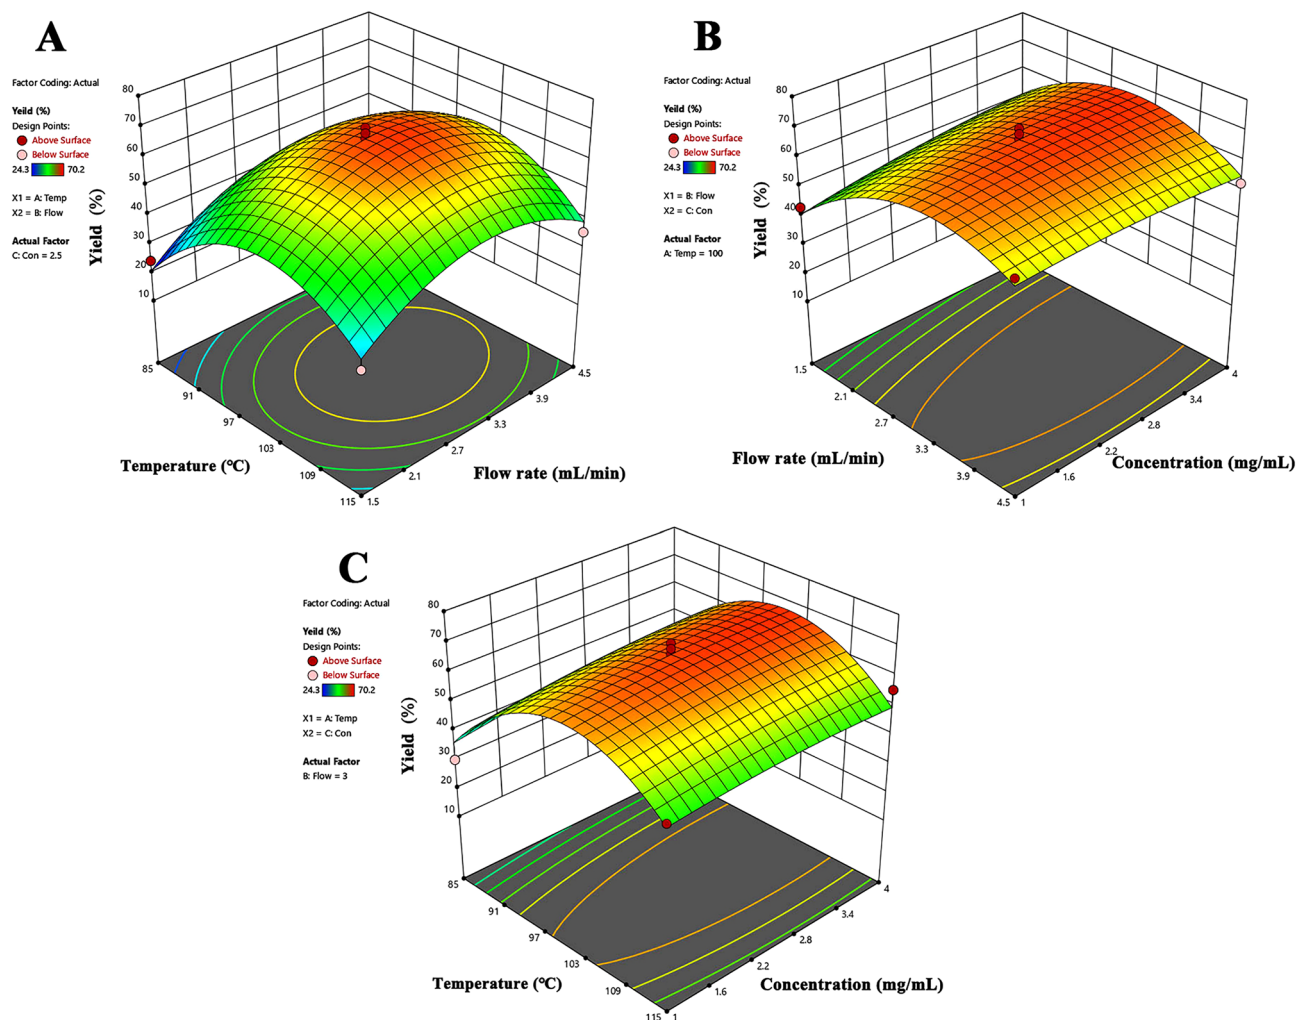 A
Factor Coding: Actual
Yeild (%)
Design Points:
Above Surface
Below Surface
24.3 70.2
X1 = A: Temp
X2 = B: Flow
Actual Factor
C: Con = 2.5
Yield (%)
80
70
60
50
40
30
20
10
85
91
97
103
109
115
1.5
2.1
2.7
3.3
3.9
4.5
Temperature (℃)
Flow rate (mL/min)
B
Factor Coding: Actual
Yeild (%)
Design Points:
Above Surface
Below Surface
24.3 70.2
X1 = B: Flow
X2 = C: Con
Actual Factor
A: Temp = 100
Yield (%)
80
70
60
50
40
30
20
10
1.5
2.1
2.7
3.3
3.9
4.5
1
1.6
2.2
2.8
3.4
4
Flow rate (mL/min)
Concentration (mg/mL)
C
Factor Coding: Actual
Yeild (%)
Design Points:
Above Surface
Below Surface
24.3 70.2
X1 = A: Temp
X2 = C: Con
Actual Factor
B: Flow = 3
Yield (%)
80
70
60
50
40
30
20
10
85
91
97
103
109
115
1
1.6
2.2
2.8
3.4
4
Temperature (℃)
Concentration (mg/mL)